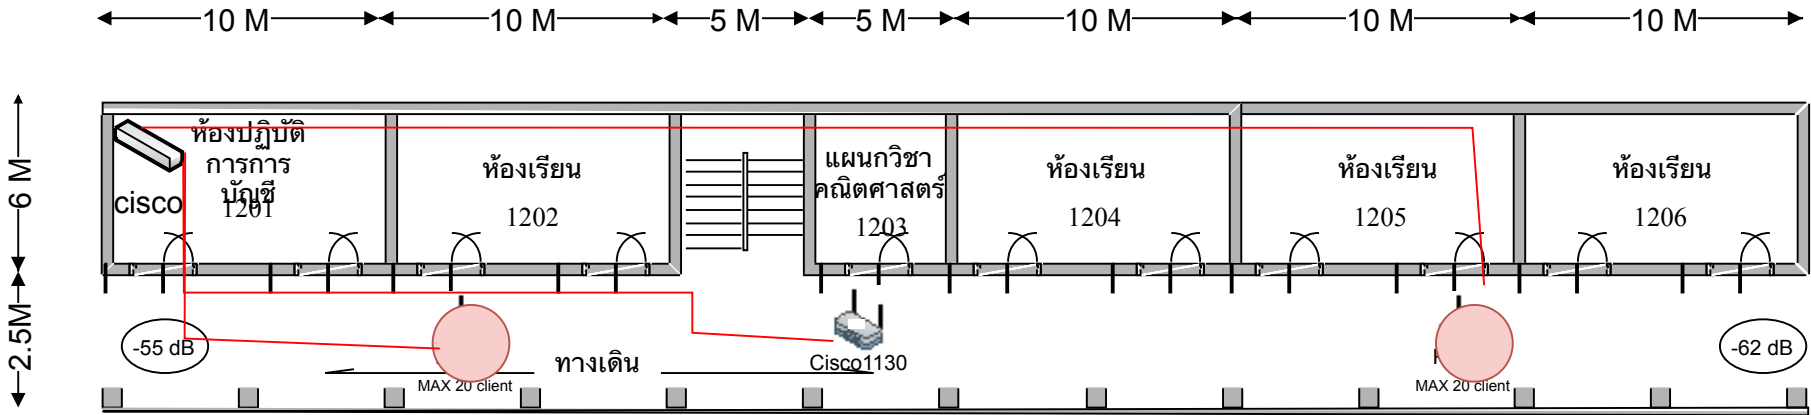 10 M 10 M 5 M 5 M 10 M 10 M 10 M
6 M
2.5M
ห้องปฏิบัติ
การการ
บัญชี
1201
cisco
ห้องเรียน
1202
แผนกวิชา
คณิตศาสตร์
1203
ห้องเรียน
1204
ห้องเรียน
1205
ห้องเรียน
1206
-55 dB
MAX 20 client
ทางเดิน
Cisco1130
MAX 20 client
-62 dB